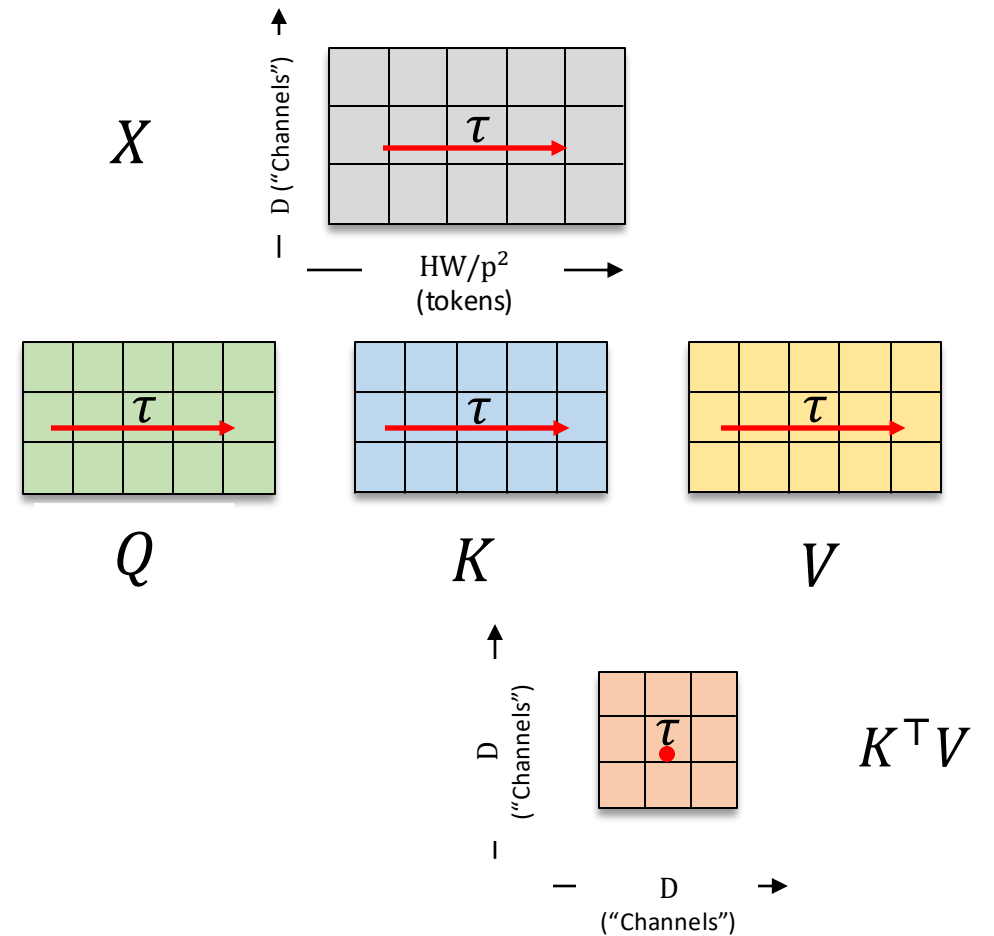 X
D (“Channels”)
τ
HW/p²
(tokens)
τ
τ
τ
Q
K
V
D
(“Channels”)
τ
K⊤V
D
(“Channels”)